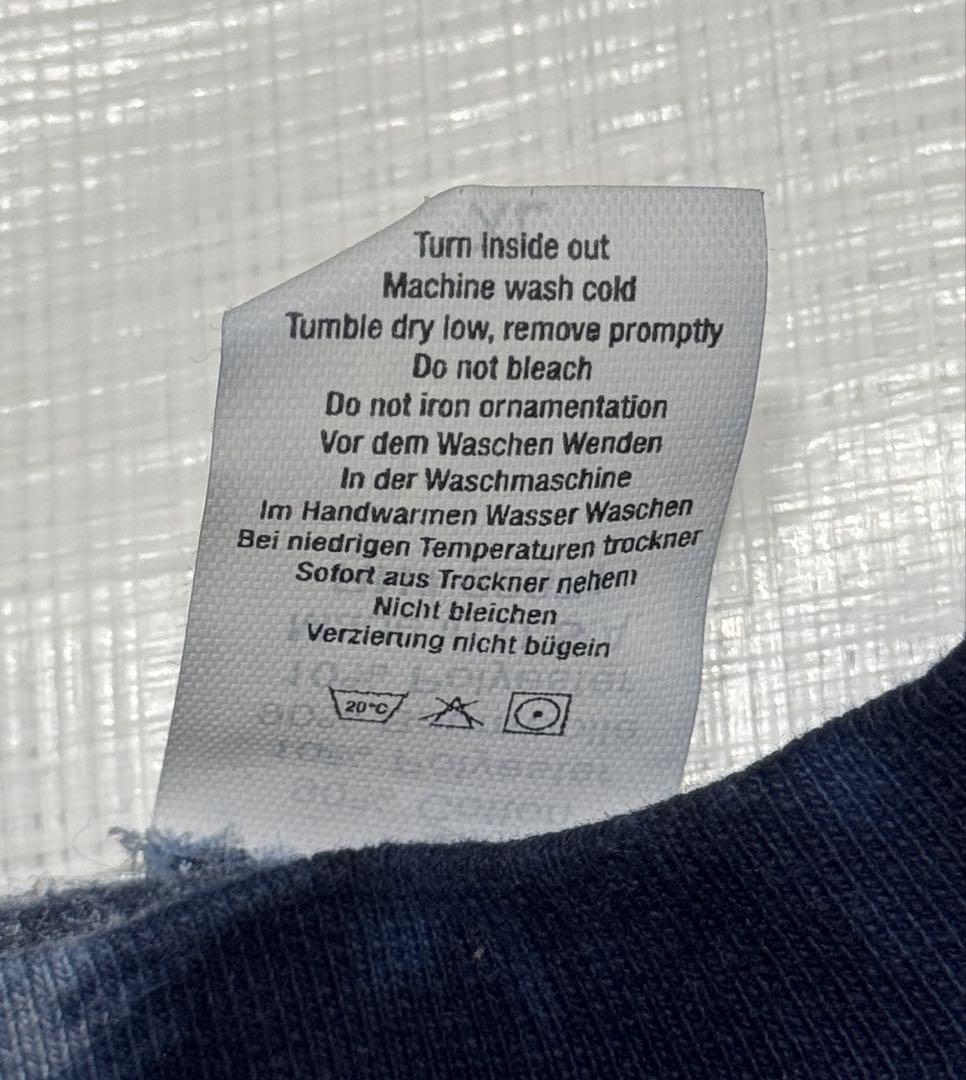 Turn inside out
Machine wash cold
Tumble dry low, remove promptly
Do not bleach
Do not iron ornamentation
Vor dem Waschen Wenden
In der Waschmaschine
Im Handwarmen Wasser Waschen
Bei niedrigen Temperaturen trockner
Sofort aus Trockner nehem
Nicht bleichen
Verzierung nicht bügein
20°C